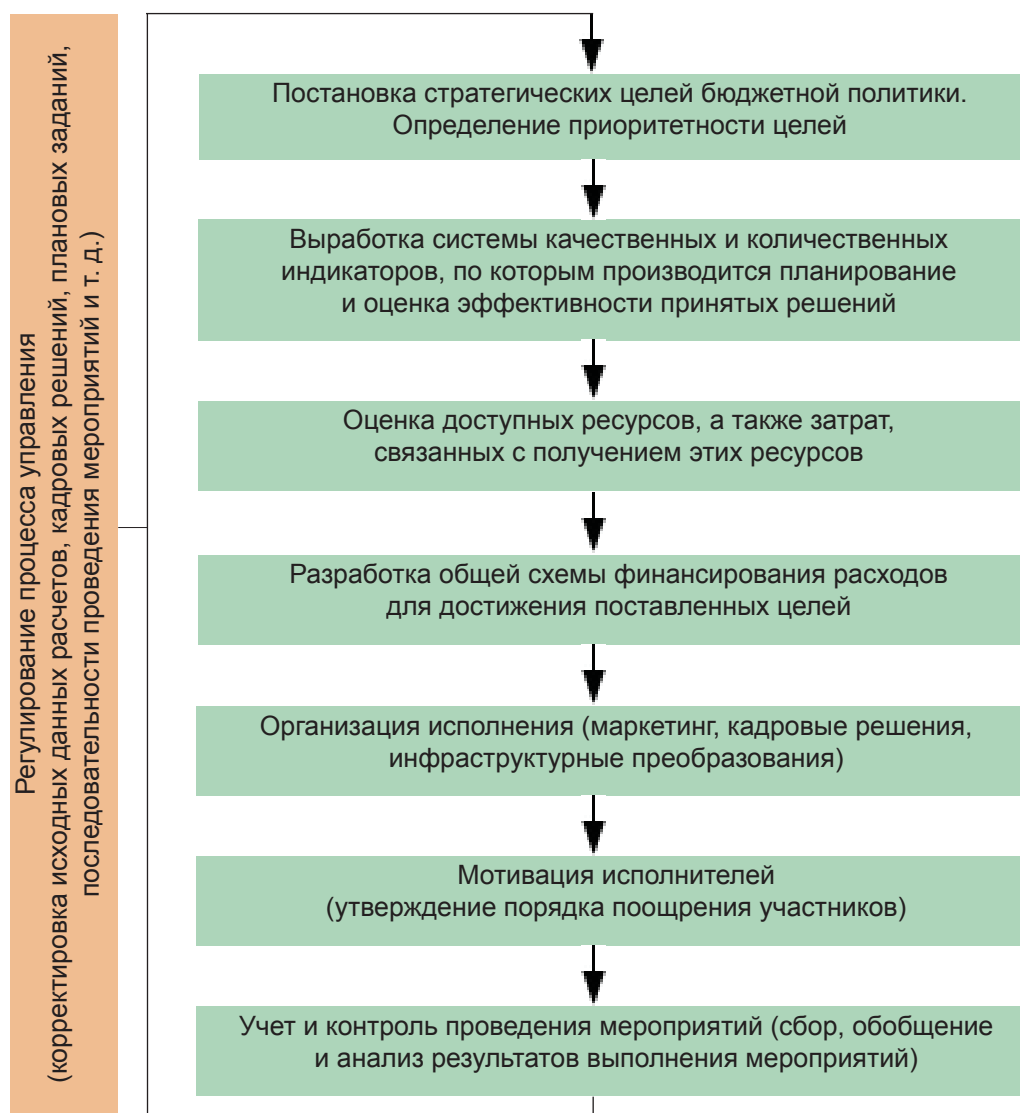 Регулирование процесса управления
(корректировка исходных данных расчетов, кадровых решений, плановых заданий,
последовательности проведения мероприятий и т. д.)
Постановка стратегических целей бюджетной политики.
Определение приоритетности целей
Выработка системы качественных и количественных
индикаторов, по которым производится планирование
и оценка эффективности принятых решений
Оценка доступных ресурсов, а также затрат,
связанных с получением этих ресурсов
Разработка общей схемы финансирования расходов
для достижения поставленных целей
Организация исполнения (маркетинг, кадровые решения,
инфраструктурные преобразования)
Мотивация исполнителей
(утверждение порядка поощрения участников)
Учет и контроль проведения мероприятий (сбор, обобщение
и анализ результатов выполнения мероприятий)